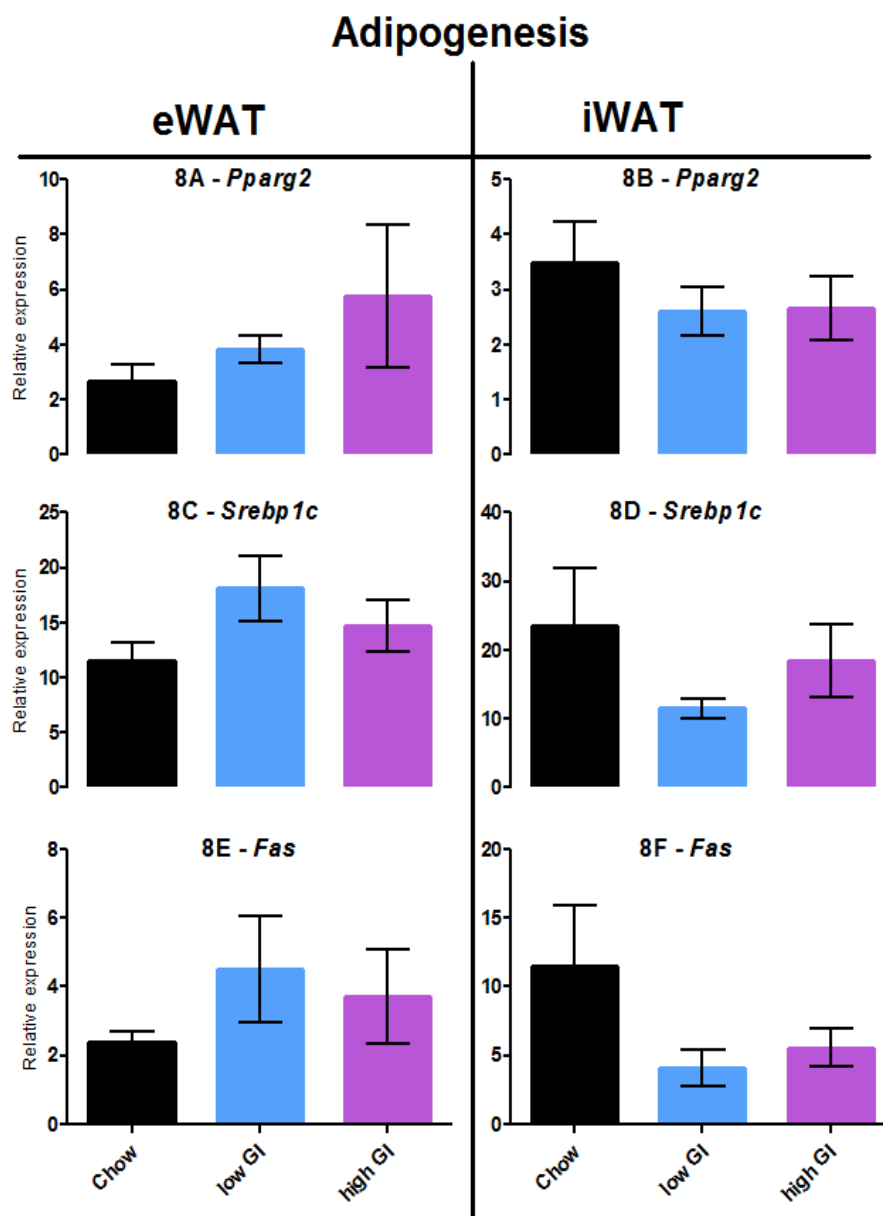 Adipogenesis
eWAT
iWAT
8A - Pparg2
Relative expression
10
8
6
4
2
0
8B - Pparg2
5
4
3
2
1
0
8C - Srebp1c
Relative expression
25
20
15
10
5
0
8D - Srebp1c
40
30
20
10
0
8E - Fas
Relative expression
8
6
4
2
0
Chow
low GI
high GI
8F - Fas
20
15
10
5
0
Chow
low GI
high GI